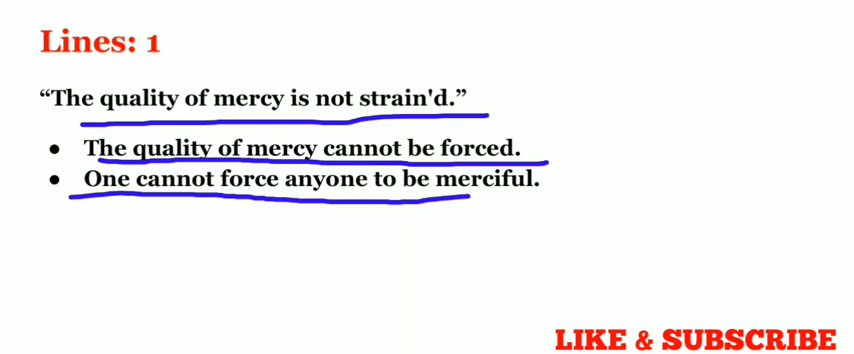 Lines: 1
“The quality of mercy is not strain'd.”
● The quality of mercy cannot be forced.
● One cannot force anyone to be merciful.
LIKE & SUBSCRIBE